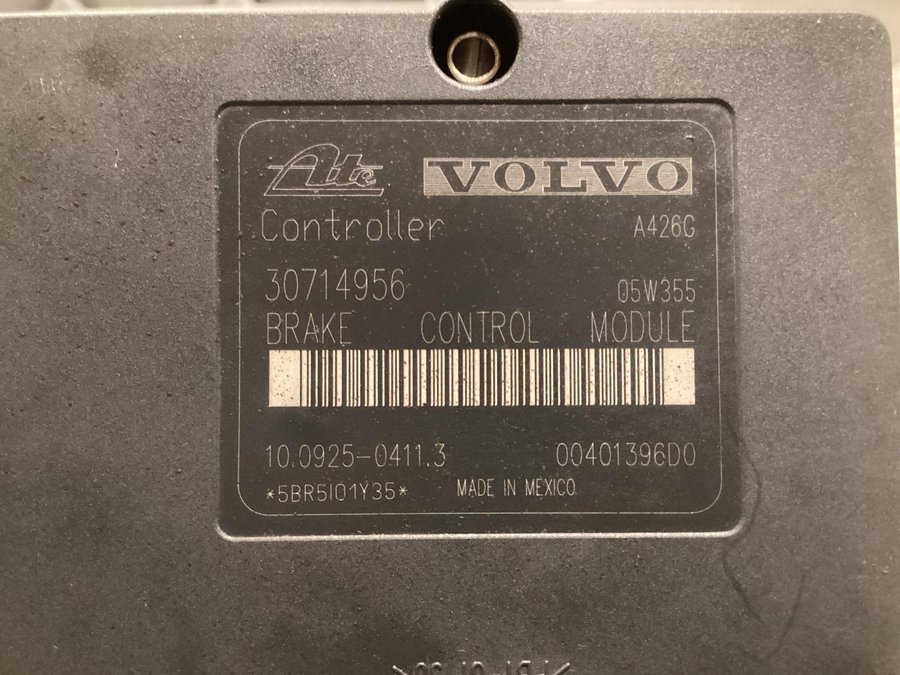 Ate VOLVO
Controller A426G
30714956 05W355
BRAKE CONTROL MODULE
10.0925-0411.3 00401396D0
*5BR5I01Y35* MADE IN MEXICO